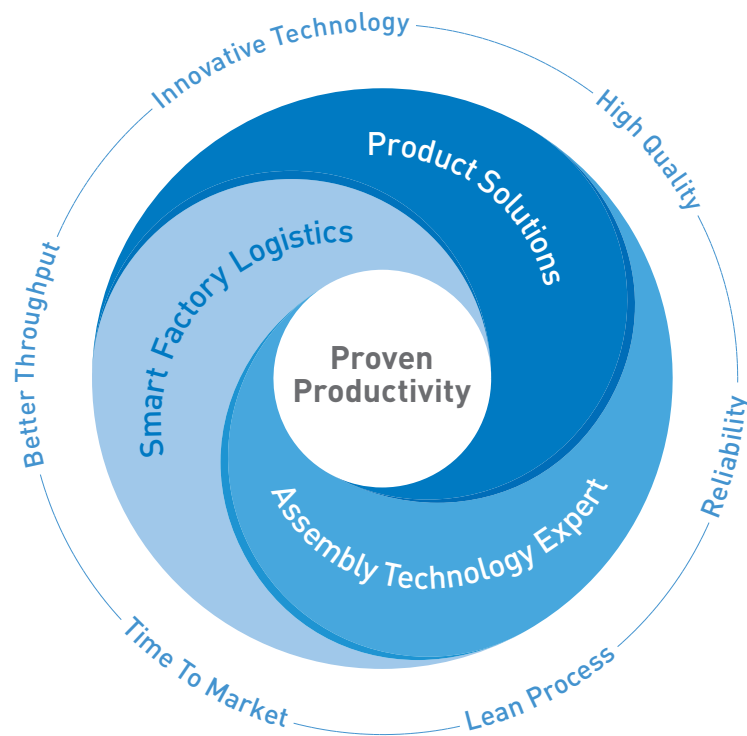 Innovative Technology
High Quality
Reliability
Lean Process
Time To Market
Better Throughput
Product Solutions
Assembly Technology Expert
Smart Factory Logistics
Proven
Productivity